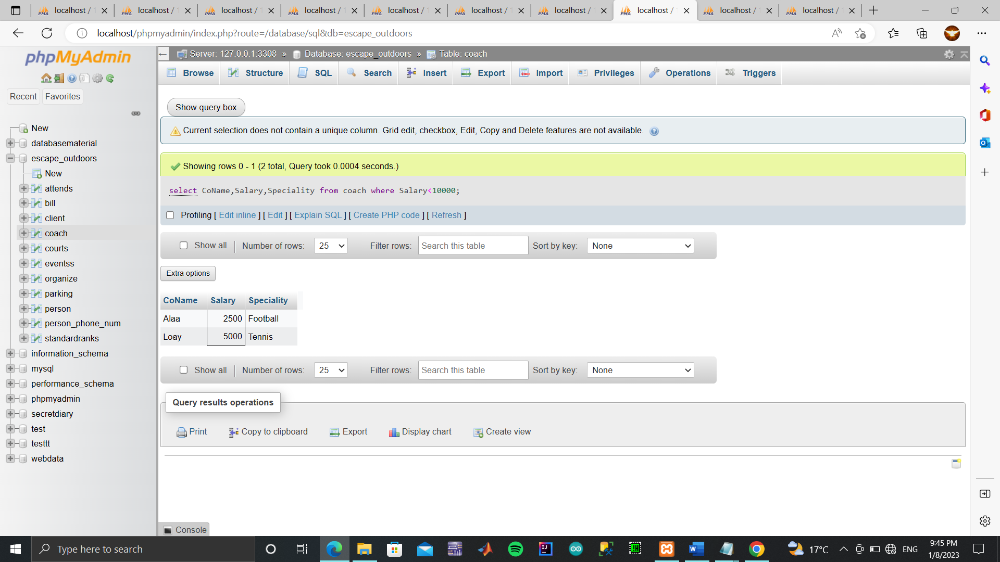 localhost /
localhost /
localhost /
localhost /
localhost /
localhost /
localhost /
localhost /
localhost /
localhost /
localhost/phpmyadmin/index.php?route=/database/sql&db=escape_outdoors
phpMyAdmin
Recent
Favorites
New
databasematerial
escape_outdoors
New
attends
bill
client
coach
courts
eventss
organize
parking
person
person_phone_num
standardranks
information_schema
mysql
performance_schema
phpmyadmin
secretdiary
test
testtt
webdata
Server: 127.0.0.1:3308 » Database: escape_outdoors » Table: coach
Browse Structure SQL Search Insert Export Import Privileges Operations Triggers
Show query box
Current selection does not contain a unique column. Grid edit, checkbox, Edit, Copy and Delete features are not available.
Showing rows 0 - 1 (2 total, Query took 0.0004 seconds.)
select CoName,Salary,Speciality from coach where Salary<10000;
Profiling [ Edit inline ] [ Edit ] [ Explain SQL ] [ Create PHP code ] [ Refresh ]
Show all | Number of rows: 25 Filter rows: Search this table Sort by key: None
Extra options
CoName Salary Speciality
Alaa 2500 Football
Loay 5000 Tennis
Show all | Number of rows: 25 Filter rows: Search this table Sort by key: None
Query results operations
Print Copy to clipboard Export Display chart Create view
Console
Type here to search
17°C
ENG
9:45 PM
1/8/2023